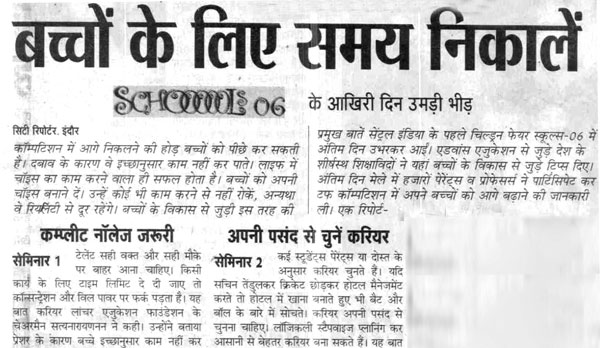 बच्चों के लिए समय निकालें
SCHOOOOLS 06 के आखिरी दिन उमड़ी भीड़
सिटी रिपोर्टर. इंदौर
कॉम्पिटिशन में आगे निकलने की होड़ बच्चों को पीछे कर सकती
है। दबाव के कारण वे इच्छानुसार काम नहीं कर पाते। लाइफ में
चॉइस का काम करने वाला ही सफल होता है। बच्चों को अपनी
चॉइस बनाने दें। उन्हें कोई भी काम करने से नहीं रोकें, अन्यथा
वे रियलिटी से दूर रहेंगे। बच्चों के विकास से जुड़ी इस तरह की
प्रमुख बातें सेंट्रल इंडिया के पहले चिल्ड्रन फेयर स्कूल्स-06 में
अंतिम दिन उभरकर आईं। एडवांस एजुकेशन से जुड़े देश के
शीर्षस्थ शिक्षाविदों ने यहां बच्चों के विकास से जुड़े टिप्स दिए।
अंतिम दिन मेले में हजारों पेरेंट्स व प्रोफेसर्स ने पार्टिसिपेट कर
टफ कॉम्पिटिशन में अपने बच्चों को आगे बढ़ाने की जानकारी
ली। एक रिपोर्ट-
कम्प्लीट नॉलेज जरूरी
सेमिनार 1
टेलेंट सही वक्त और सही मौके
पर बाहर आना चाहिए। किसी
कार्य के लिए टाइम लिमिट दे दी जाए तो
कॉन्सन्ट्रेशन और विल पावर पर फर्क पड़ता है। यह
बात करियर लांचर एजुकेशन फाउंडेशन के
चेअरमैन सत्यनारायणनन ने कही। उन्होंने बताया
प्रेशर के कारण बच्चे इच्छानुसार काम नहीं कर
अपनी पसंद से चुनें करियर
सेमिनार 2
कई स्टूडेंट्स पेरेंट्स या दोस्त के
अनुसार करियर चुनते हैं। यदि
सचिन तेंडुलकर क्रिकेट छोड़कर होटल मैनेजमेंट
करते तो होटल में खाना बनाते हुए भी बैट और
बॉल के बारे में सोचते। करियर अपनी पसंद से
चुनना चाहिए। लॉजिकली स्टैपवाइज प्लानिंग कर
आसानी से बेहतर करियर बना सकते हैं। यह बात